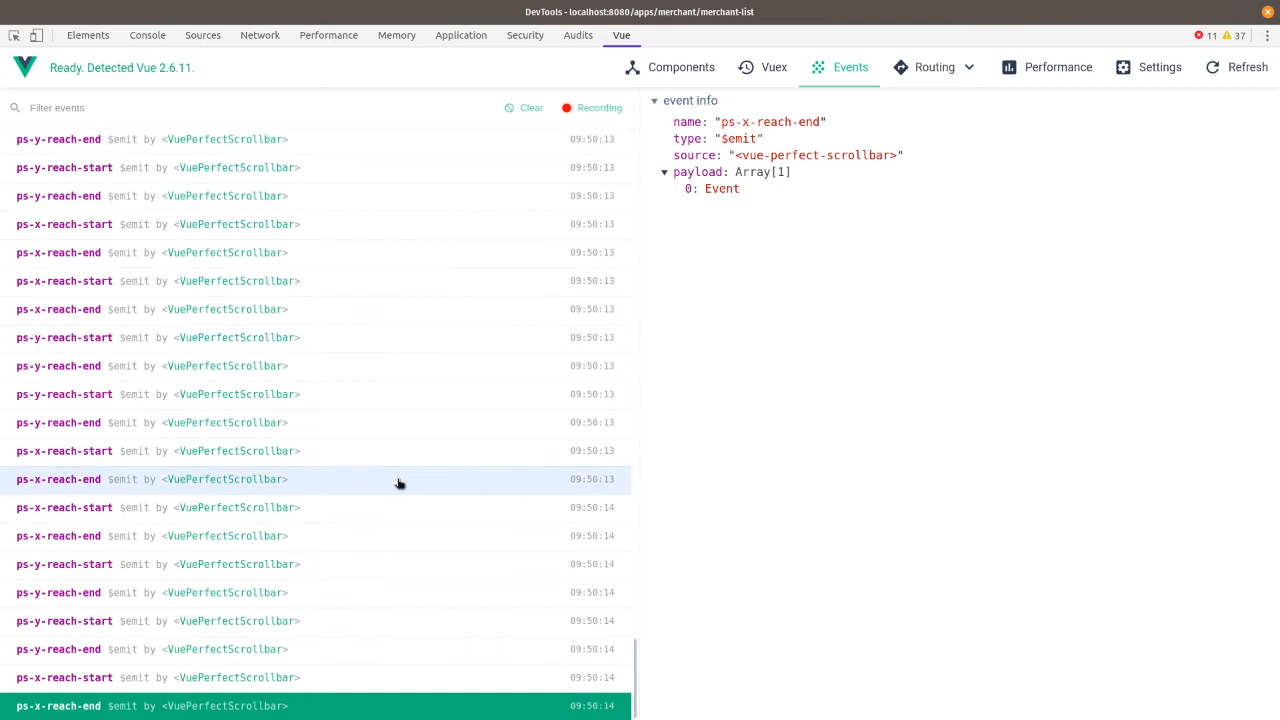 DevTools - localhost:8080/apps/merchant/merchant-list
Elements Console Sources Network Performance Memory Application Security Audits Vue 11 37
Ready. Detected Vue 2.6.11. Components Vuex Events Routing Performance Settings Refresh
Filter events Clear Recording
ps-y-reach-end $emit by <VuePerfectScrollbar> 09:50:13
ps-y-reach-start $emit by <VuePerfectScrollbar> 09:50:13
ps-y-reach-end $emit by <VuePerfectScrollbar> 09:50:13
ps-x-reach-start $emit by <VuePerfectScrollbar> 09:50:13
ps-x-reach-end $emit by <VuePerfectScrollbar> 09:50:13
ps-x-reach-start $emit by <VuePerfectScrollbar> 09:50:13
ps-x-reach-end $emit by <VuePerfectScrollbar> 09:50:13
ps-y-reach-start $emit by <VuePerfectScrollbar> 09:50:13
ps-y-reach-end $emit by <VuePerfectScrollbar> 09:50:13
ps-y-reach-start $emit by <VuePerfectScrollbar> 09:50:13
ps-y-reach-end $emit by <VuePerfectScrollbar> 09:50:13
ps-x-reach-start $emit by <VuePerfectScrollbar> 09:50:13
ps-x-reach-end $emit by <VuePerfectScrollbar> 09:50:13
ps-x-reach-start $emit by <VuePerfectScrollbar> 09:50:14
ps-x-reach-end $emit by <VuePerfectScrollbar> 09:50:14
ps-y-reach-start $emit by <VuePerfectScrollbar> 09:50:14
ps-y-reach-end $emit by <VuePerfectScrollbar> 09:50:14
ps-y-reach-start $emit by <VuePerfectScrollbar> 09:50:14
ps-y-reach-end $emit by <VuePerfectScrollbar> 09:50:14
ps-x-reach-start $emit by <VuePerfectScrollbar> 09:50:14
ps-x-reach-end $emit by <VuePerfectScrollbar> 09:50:14
event info
name: "ps-x-reach-end"
type: "$emit"
source: "<vue-perfect-scrollbar>"
payload: Array[1]
0: Event